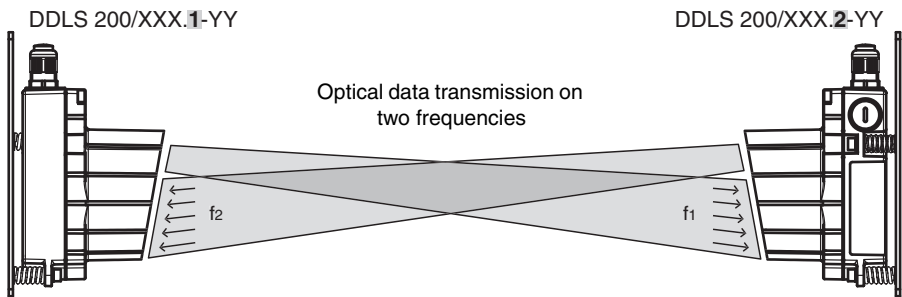 DDLS 200/XXX.1-YY
DDLS 200/XXX.2-YY
Optical data transmission on
two frequencies
f2
f1